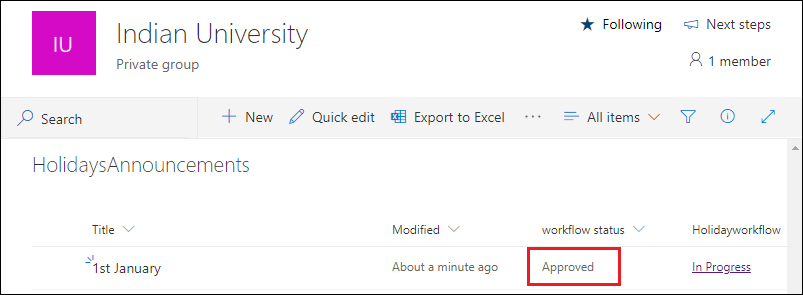 IU
Indian University
Private group
Following
Next steps
1 member
Search
New
Quick edit
Export to Excel
All items
HolidaysAnnouncements
Title Modified workflow status Holidayworkflow
1st January About a minute ago Approved In Progress